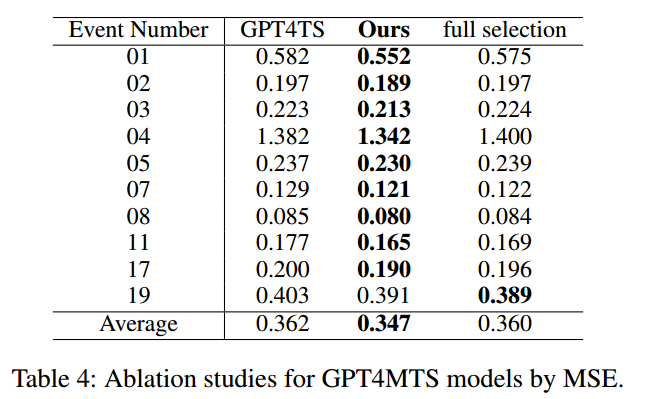 Event Number GPT4TS Ours full selection
01 0.582 0.552 0.575
02 0.197 0.189 0.197
03 0.223 0.213 0.224
04 1.382 1.342 1.400
05 0.237 0.230 0.239
07 0.129 0.121 0.122
08 0.085 0.080 0.084
11 0.177 0.165 0.169
17 0.200 0.190 0.196
19 0.403 0.391 0.389
Average 0.362 0.347 0.360
Table 4: Ablation studies for GPT4MTS models by MSE.